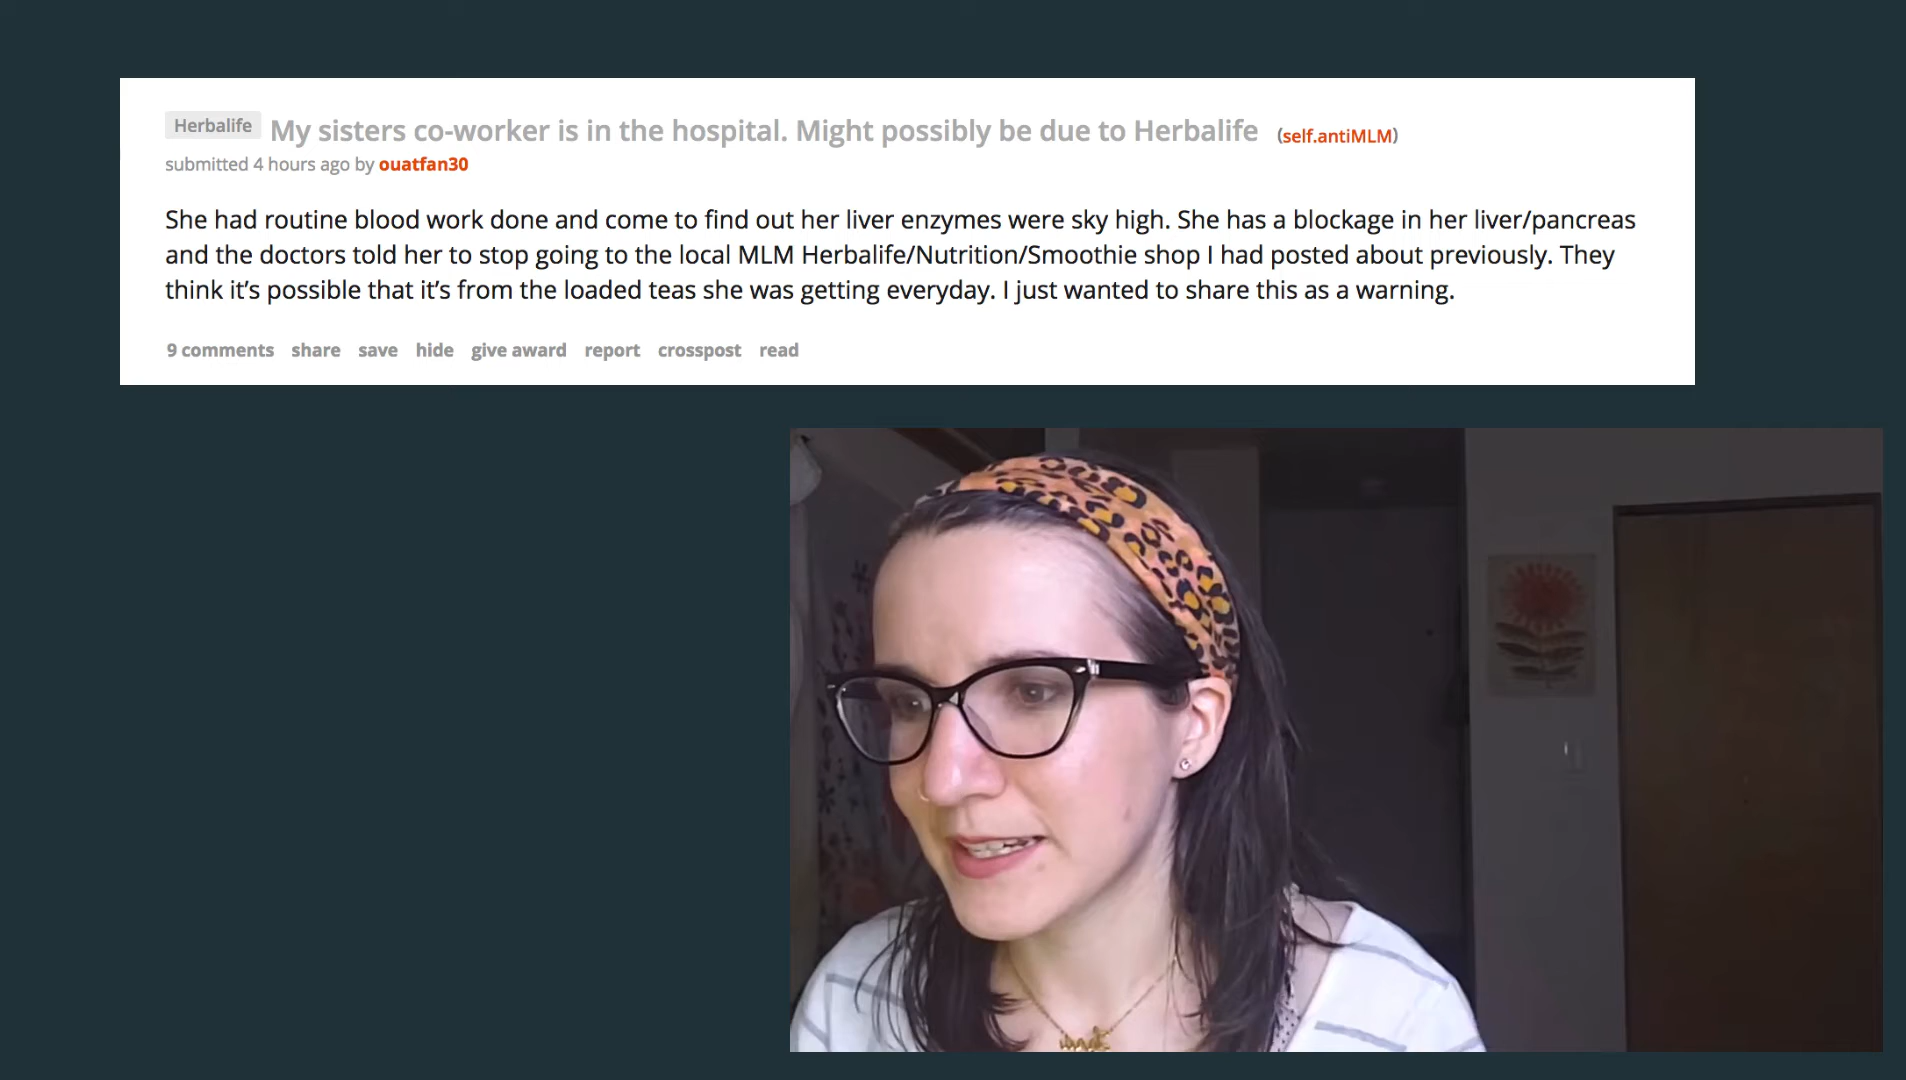 Herbalife My sisters co-worker is in the hospital. Might possibly be due to Herbalife (self.antiMLM)
submitted 4 hours ago by ouatfan30
She had routine blood work done and come to find out her liver enzymes were sky high. She has a blockage in her liver/pancreas
and the doctors told her to stop going to the local MLM Herbalife/Nutrition/Smoothie shop I had posted about previously. They
think it’s possible that it’s from the loaded teas she was getting everyday. I just wanted to share this as a warning.
9 comments share save hide give award report crosspost read